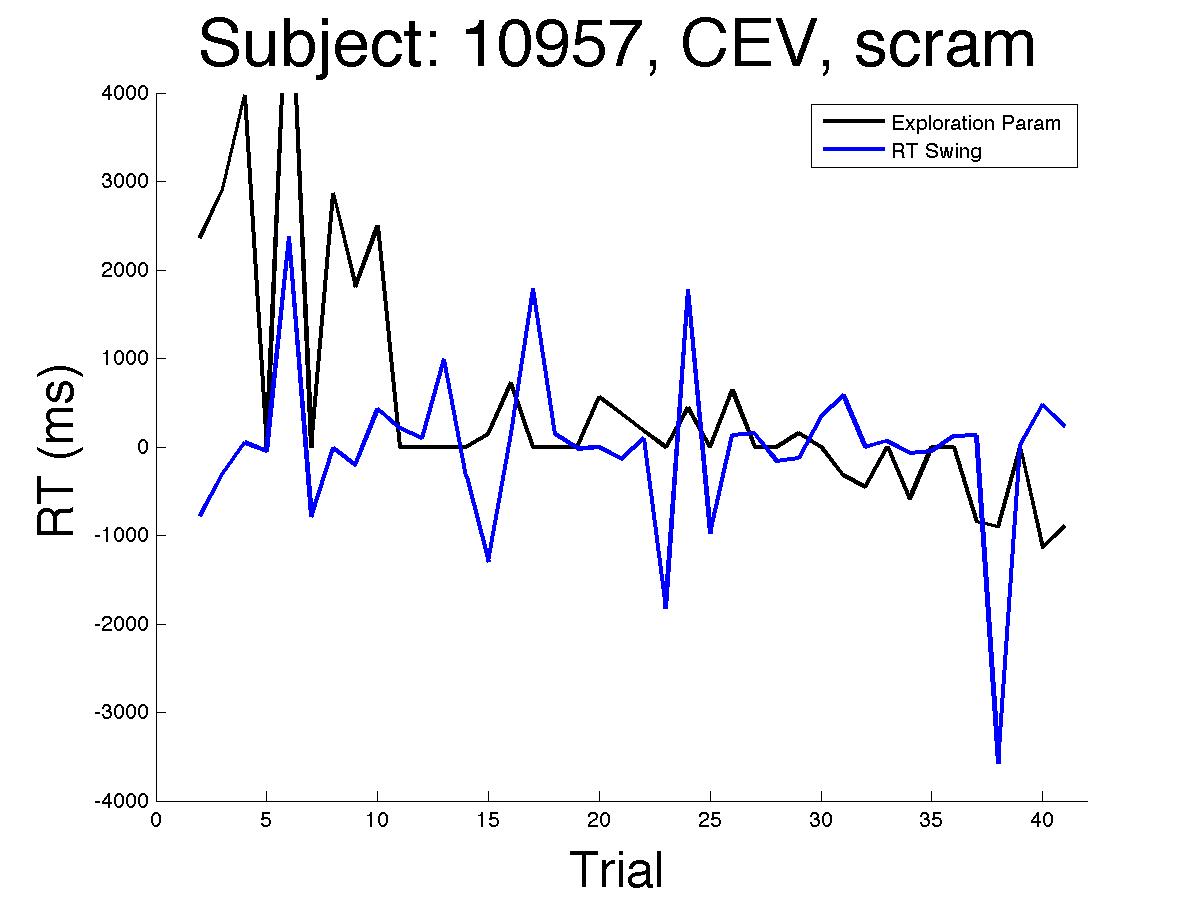 Subject: 10957, CEV, scram
Exploration Param
RT Swing
4000
3000
2000
1000
0
-1000
-2000
-3000
-4000
RT (ms)
0 5 10 15 20 25 30 35 40
Trial